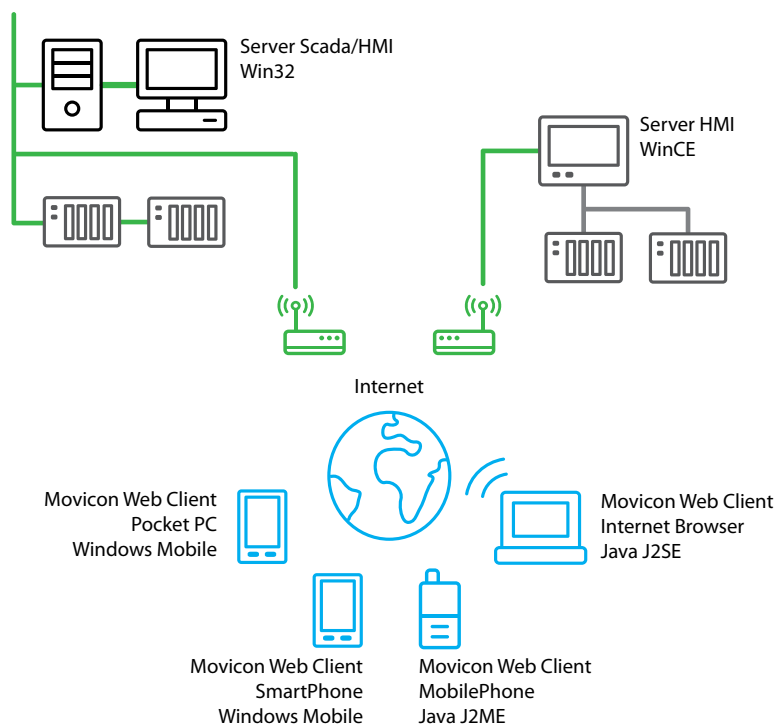 Server Scada/HMI
Win32
Server HMI
WinCE
Internet
Movicon Web Client
Pocket PC
Windows Mobile
Movicon Web Client
Internet Browser
Java J2SE
Movicon Web Client
SmartPhone
Windows Mobile
Movicon Web Client
MobilePhone
Java J2ME